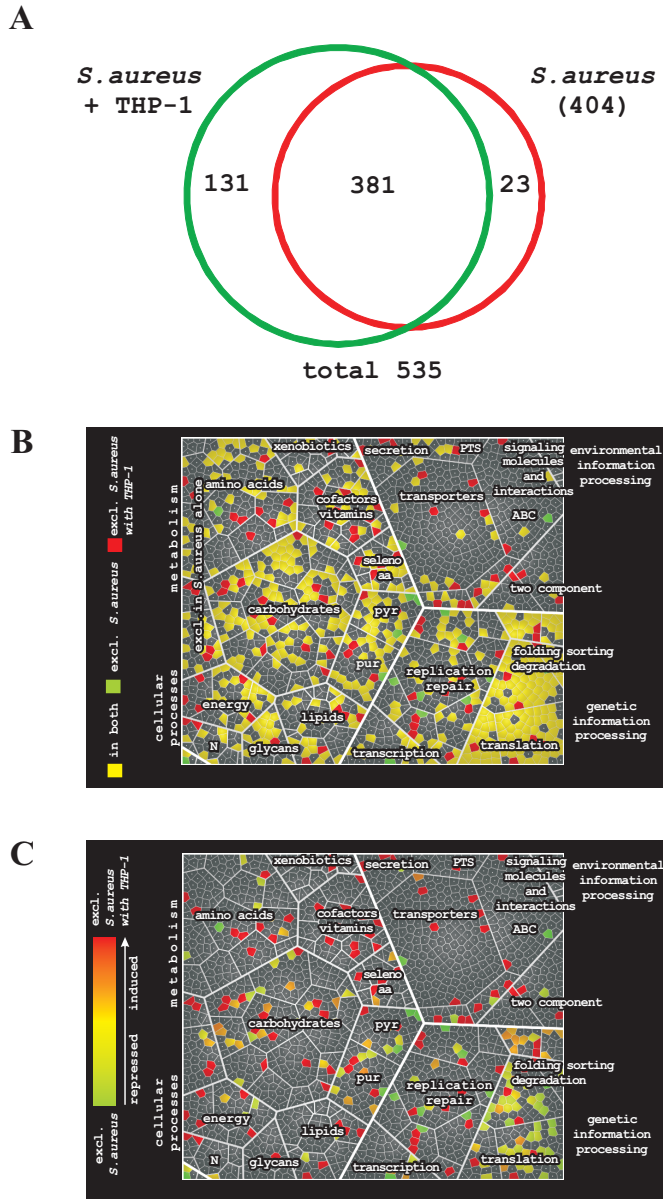 A
S.aureus
+ THP-1
S.aureus
(404)
131
381
23
total 535
B
excl. S.aureus
with THP-1
excl. S.aureus
in both
metabolism
cellular
processes
excl.in S.aureus alone
xenobiotics
amino acids
cofactors
vitamins
seleno
aa
carbohydrates
pyr
pur
energy
lipids
N
glycans
secretion
PTS
signaling
molecules
and
interactions
transporters
ABC
two component
folding sorting
degradation
replication
repair
transcription
translation
environmental
information
processing
genetic
information
processing
C
excl.
S.aureus
with THP-1
induced
repressed
excl.
S.aureus
metabolism
cellular
processes
xenobiotics
amino acids
cofactors
vitamins
seleno
aa
carbohydrates
pyr
pur
energy
lipids
N
glycans
secretion
PTS
signaling
molecules
and
interactions
transporters
ABC
two component
folding sorting
degradation
replication
repair
transcription
translation
environmental
information
processing
genetic
information
processing